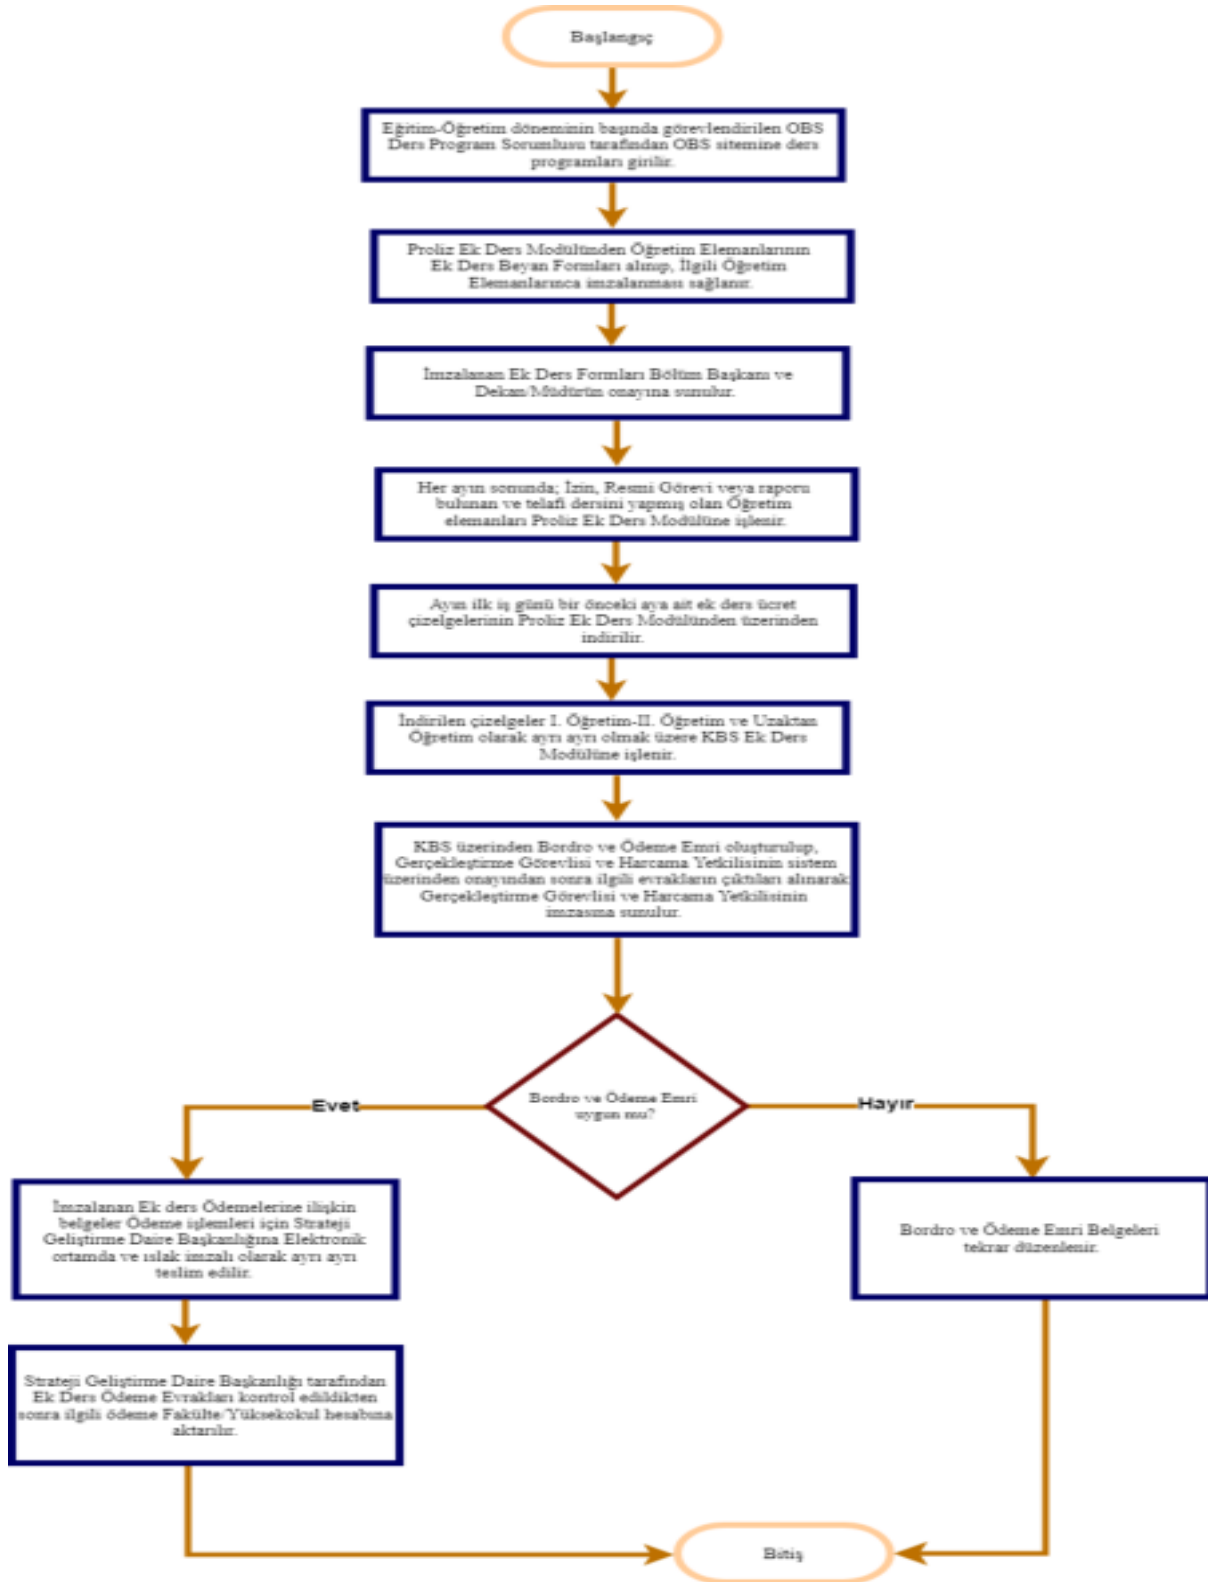 Başlangıç
Eğitim-Öğretim döneminin başında görevlendirilen OBS
Ders Program Sorumlusu tarafından OBS sitemine ders
programları girilir.
Proliz Ek Ders Modülünden Öğretim Elemanlarının
Ek Ders Beyan Formları alınıp, İlgili Öğretim
Elemanlarınca imzalanması sağlanır.
İmzalanan Ek Ders Formları Bölüm Başkanı ve
Dekan/Müdürün onayına sunulur.
Her ayın sonunda; İzin, Resmi Görevi veya raporu
bulunan ve telafi dersini yapmış olan Öğretim
elemanları Proliz Ek Ders Modülüne işlenir.
Ayın ilk iş günü bir önceki aya ait ek ders ücret
çizelgelerinin Proliz Ek Ders Modülünden üzerinden
indirilir.
İndirilen çizelgeler I. Öğretim-II. Öğretim ve Uzaktan
Öğretim olarak ayrı ayrı olmak üzere KBS Ek Ders
Modülüne işlenir.
KBS üzerinden Bordro ve Ödeme Emri oluşturulup,
Gerçekleştirme Görevlisi ve Harcama Yetkilisinin sistem
üzerinden onayından sonra ilgili evrakların çıktıları alınarak
Gerçekleştirme Görevlisi ve Harcama Yetkilisinin
imzasına sunulur.
Bordro ve Ödeme Emri
uygun mu?
Evet
Hayır
İmzalanan Ek ders Ödemelerine ilişkin
belgeler Ödeme işlemleri için Strateji
Geliştirme Daire Başkanlığına Elektronik
ortamda ve ıslak imzalı olarak ayrı ayrı
teslim edilir.
Bordro ve Ödeme Emri Belgeleri
tekrar düzenlenir.
Strateji Geliştirme Daire Başkanlığı tarafından
Ek Ders Ödeme Evrakları kontrol edildikten
sonra ilgili ödeme Fakülte/Yüksekokul hesabına
aktarılır.
Bitiş